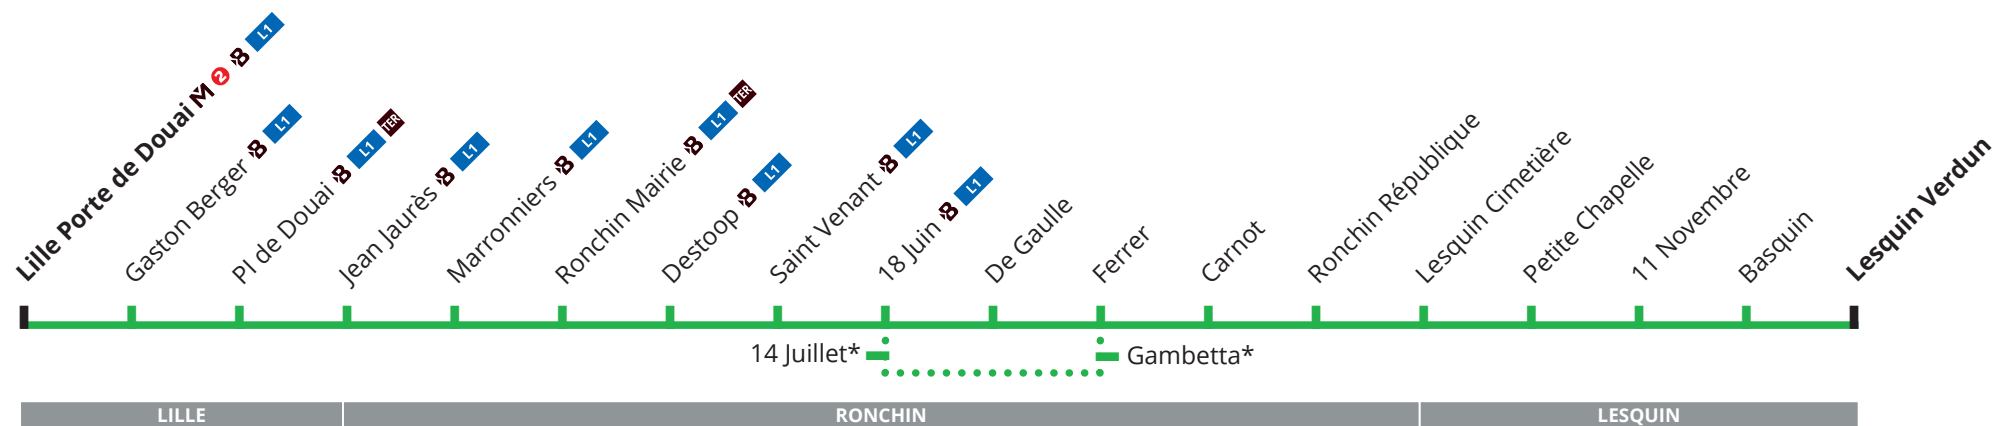 Lille Porte de Douai M 2 B L1
Gaston Berger B L1
Pl de Douai B L1 TER
Jean Jaurès B L1
Marronniers B L1
Ronchin Mairie B L1 TER
Destoop B L1
Saint Venant B L1
18 Juin B L1
De Gaulle
Ferrer
Carnot
Ronchin République
Lesquin Cimetière
Petite Chapelle
11 Novembre
Basquin
Lesquin Verdun
14 Juillet*
Gambetta*
LILLE
RONCHIN
LESQUIN